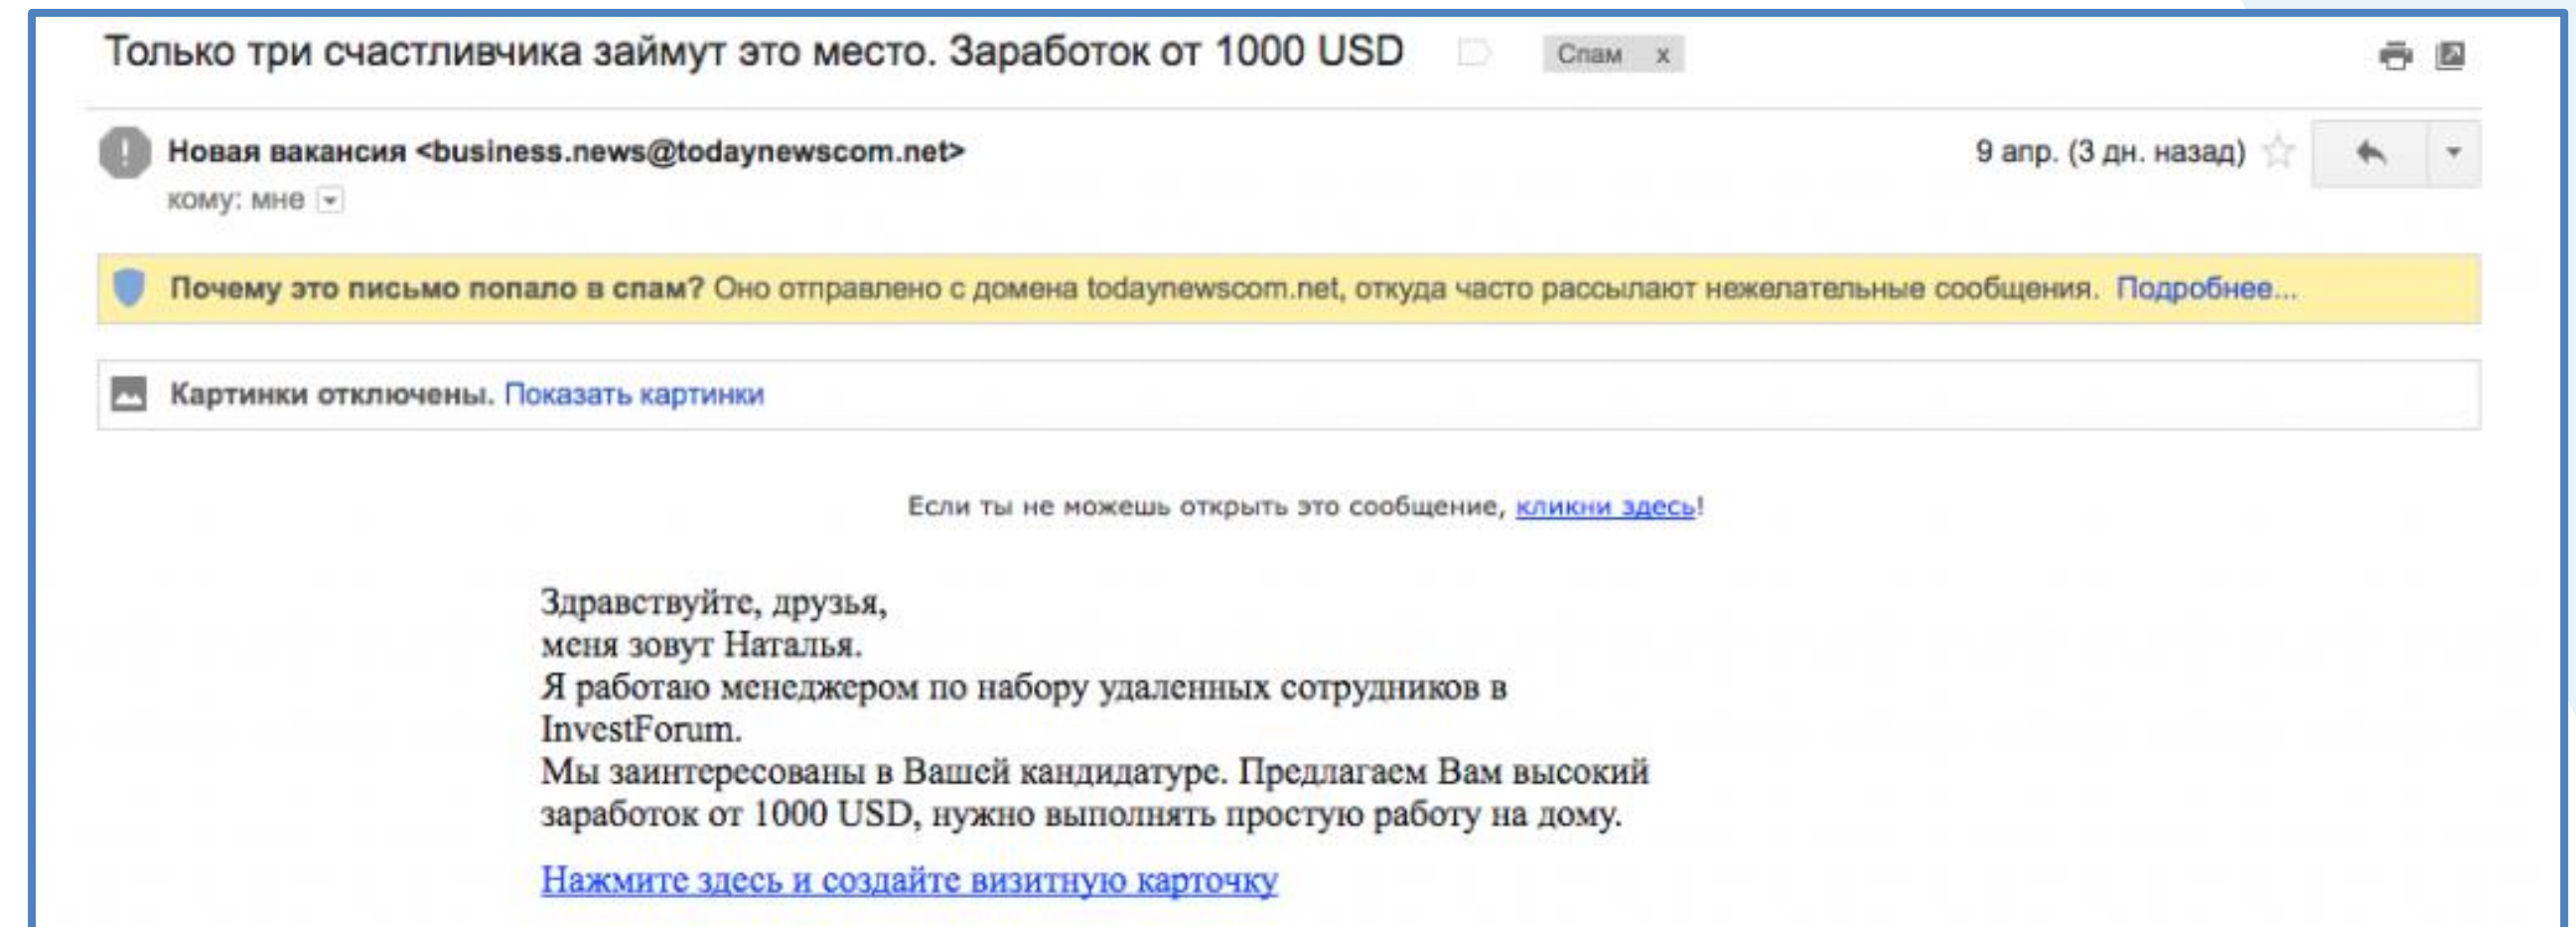 Только три счастливчика займут это место. Заработок от 1000 USD Спам x
Новая вакансия <business.news@todaynewscom.net> 9 апр. (3 дн. назад)
кому: мне
Почему это письмо попало в спам? Оно отправлено с домена todaynewscom.net, откуда часто рассылают нежелательные сообщения. Подробнее...
Картинки отключены. Показать картинки
Если ты не можешь открыть это сообщение, кликни здесь!
Здравствуйте, друзья,
меня зовут Наталья.
Я работаю менеджером по набору удаленных сотрудников в
InvestForum.
Мы заинтересованы в Вашей кандидатуре. Предлагаем Вам высокий
заработок от 1000 USD, нужно выполнять простую работу на дому.
Нажмите здесь и создайте визитную карточку